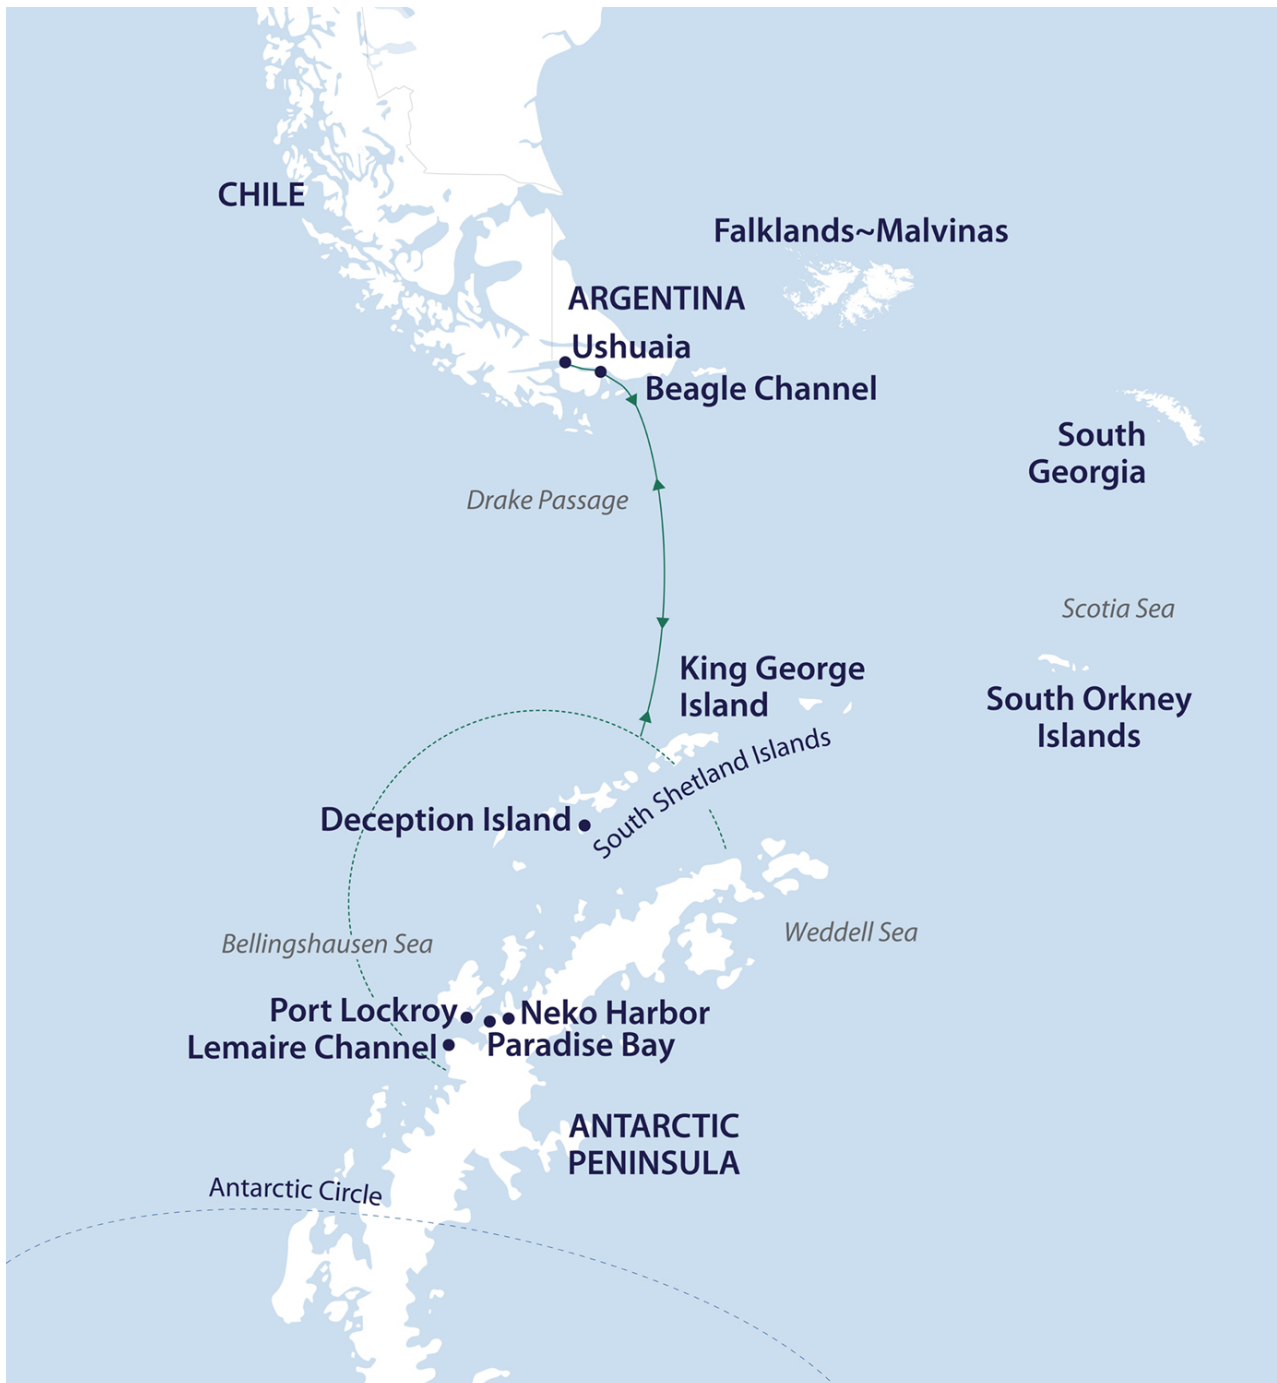 CHILE
Falklands~Malvinas
ARGENTINA
Ushuaia
Beagle Channel
South
Georgia
Drake Passage
Scotia Sea
King George
Island
South Orkney
Islands
South Shetland Islands
Deception Island
Weddell Sea
Bellingshausen Sea
Port Lockroy
Neko Harbor
Lemaire Channel
Paradise Bay
ANTARCTIC
PENINSULA
Antarctic Circle